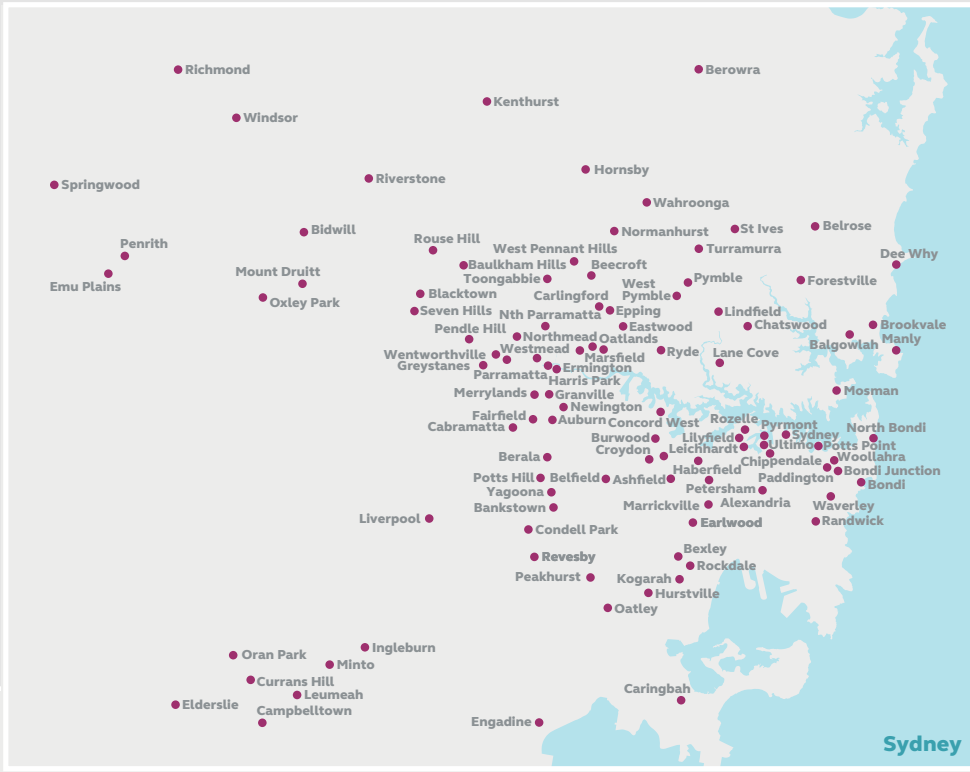 Richmond
Berowra
Kenthurst
Windsor
Hornsby
Riverstone
Springwood
Wahroonga
Belrose
St Ives
Bidwill
Normanhurst
Rouse Hill
Penrith
West Pennant Hills
Turramurra
Dee Why
Baulkham Hills
Beecroft
Mount Druitt
Toongabbie
Pymble
Forestville
West
Pymble
Emu Plains
Blacktown
Carlingford
Oxley Park
Seven Hills
Nth Parramatta
Epping
Lindfield
Eastwood
Chatswood
Brookvale
Pendle Hill
Northmead
Oatlands
Balgowlah
Manly
Westmead
Wentworthville
Marsfield
Ryde
Lane Cove
Greystanes
Parramatta
Ermington
Harris Park
Mosman
Merrylands
Granville
Newington
Fairfield
Auburn
Concord West
Rozelle
Cabramatta
Pyrmont
North Bondi
Burwood
Lilyfield
Sydney
Ultimo
Potts Point
Croydon
Leichhardt
Berala
Chippendale
Woollahra
Haberfield
Bondi Junction
Potts Hill
Belfield
Ashfield
Paddington
Bondi
Yagoona
Petersham
Bankstown
Marrickville
Alexandria
Waverley
Liverpool
Earlwood
Randwick
Condell Park
Revesby
Bexley
Rockdale
Peakhurst
Kogarah
Hurstville
Oatley
Ingleburn
Oran Park
Minto
Currans Hill
Leumeah
Caringbah
Elderslie
Campbelltown
Engadine
Sydney